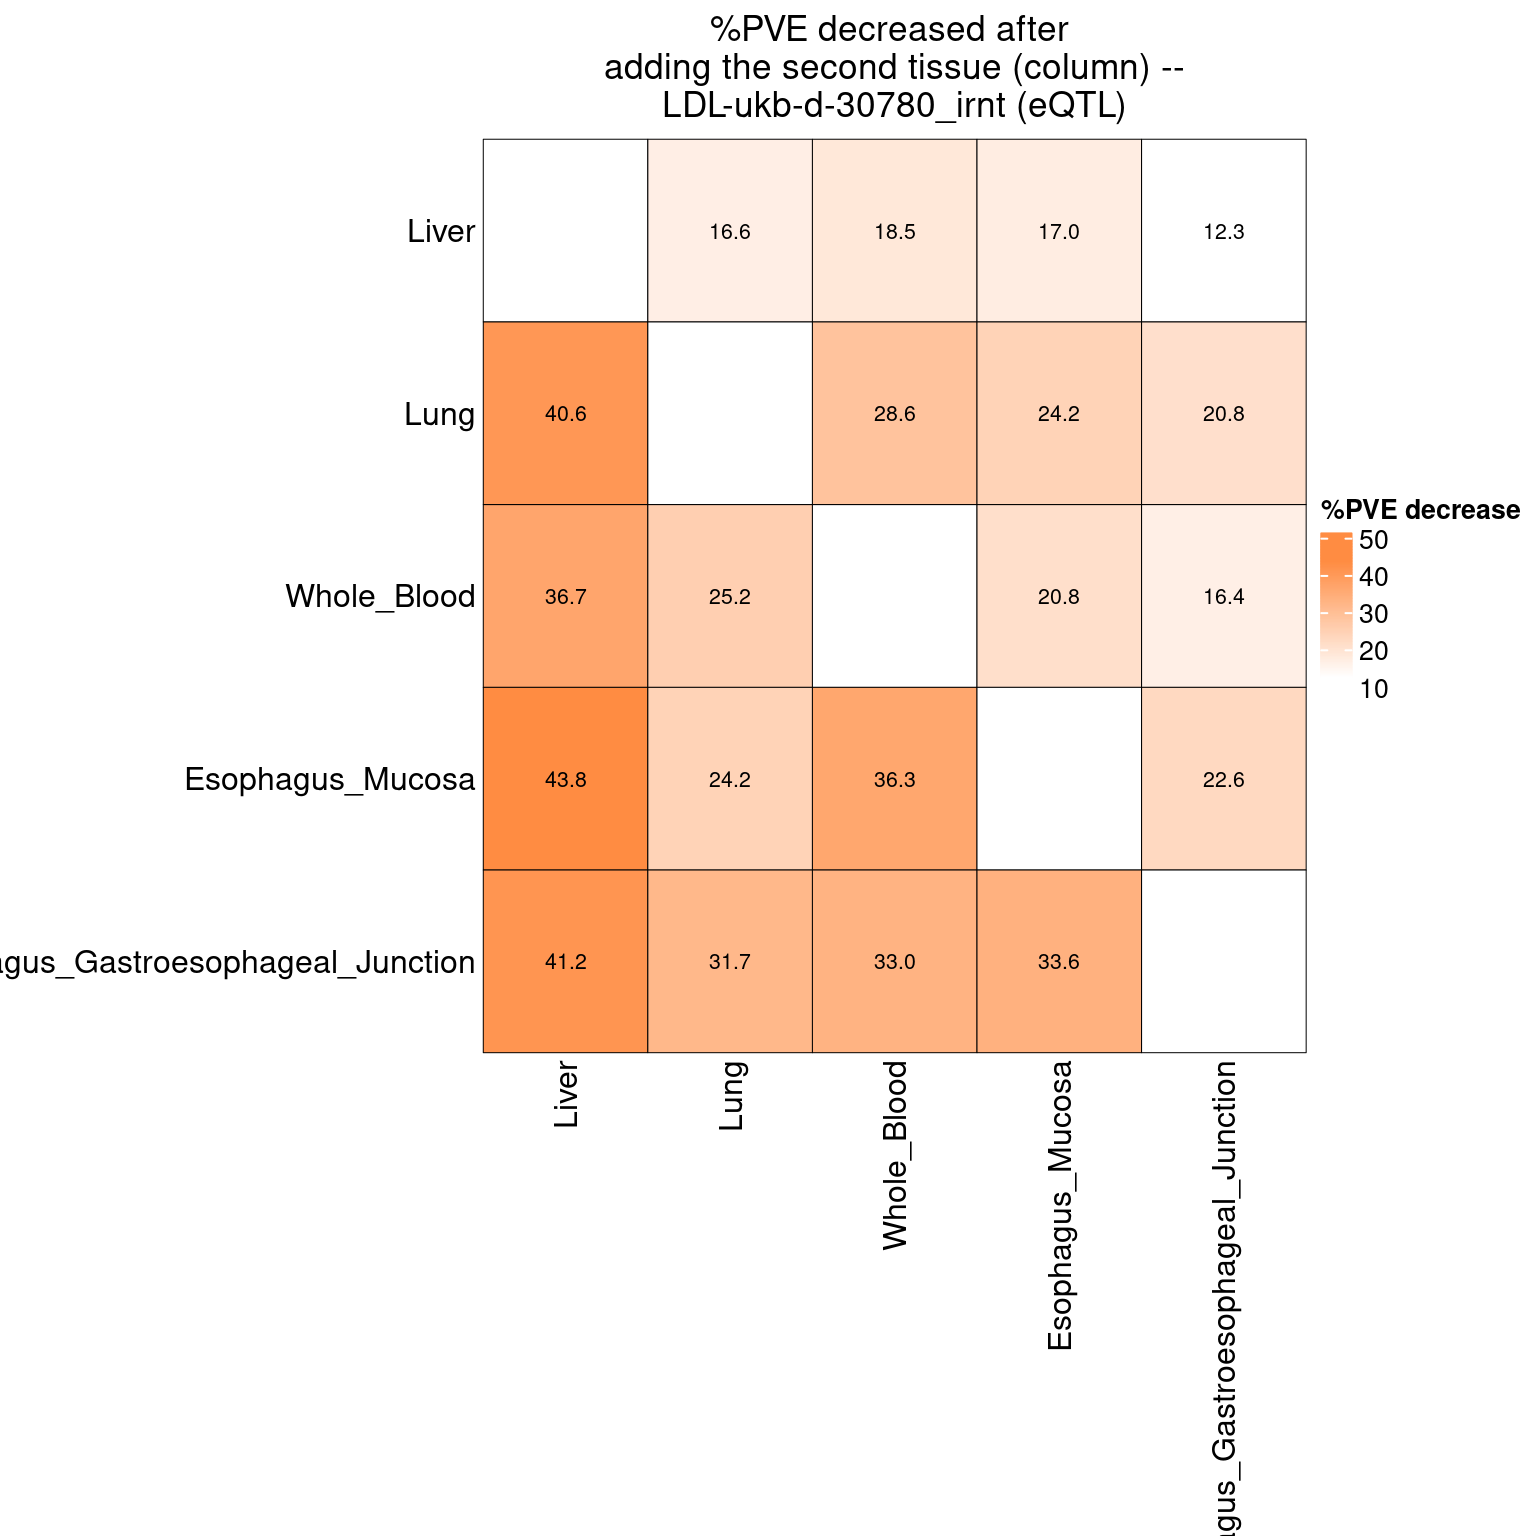 %PVE decreased after
adding the second tissue (column) --
LDL-ukb-d-30780_irnt (eQTL)
Liver
16.6
18.5
17.0
12.3
Lung
40.6
28.6
24.2
20.8
Whole_Blood
36.7
25.2
20.8
16.4
Esophagus_Mucosa
43.8
24.2
36.3
22.6
agus_Gastroesophageal_Junction
41.2
31.7
33.0
33.6
%PVE decrease
50
40
30
20
10
Liver
Lung
Whole_Blood
Esophagus_Mucosa
agus_Gastroesophageal_Junction